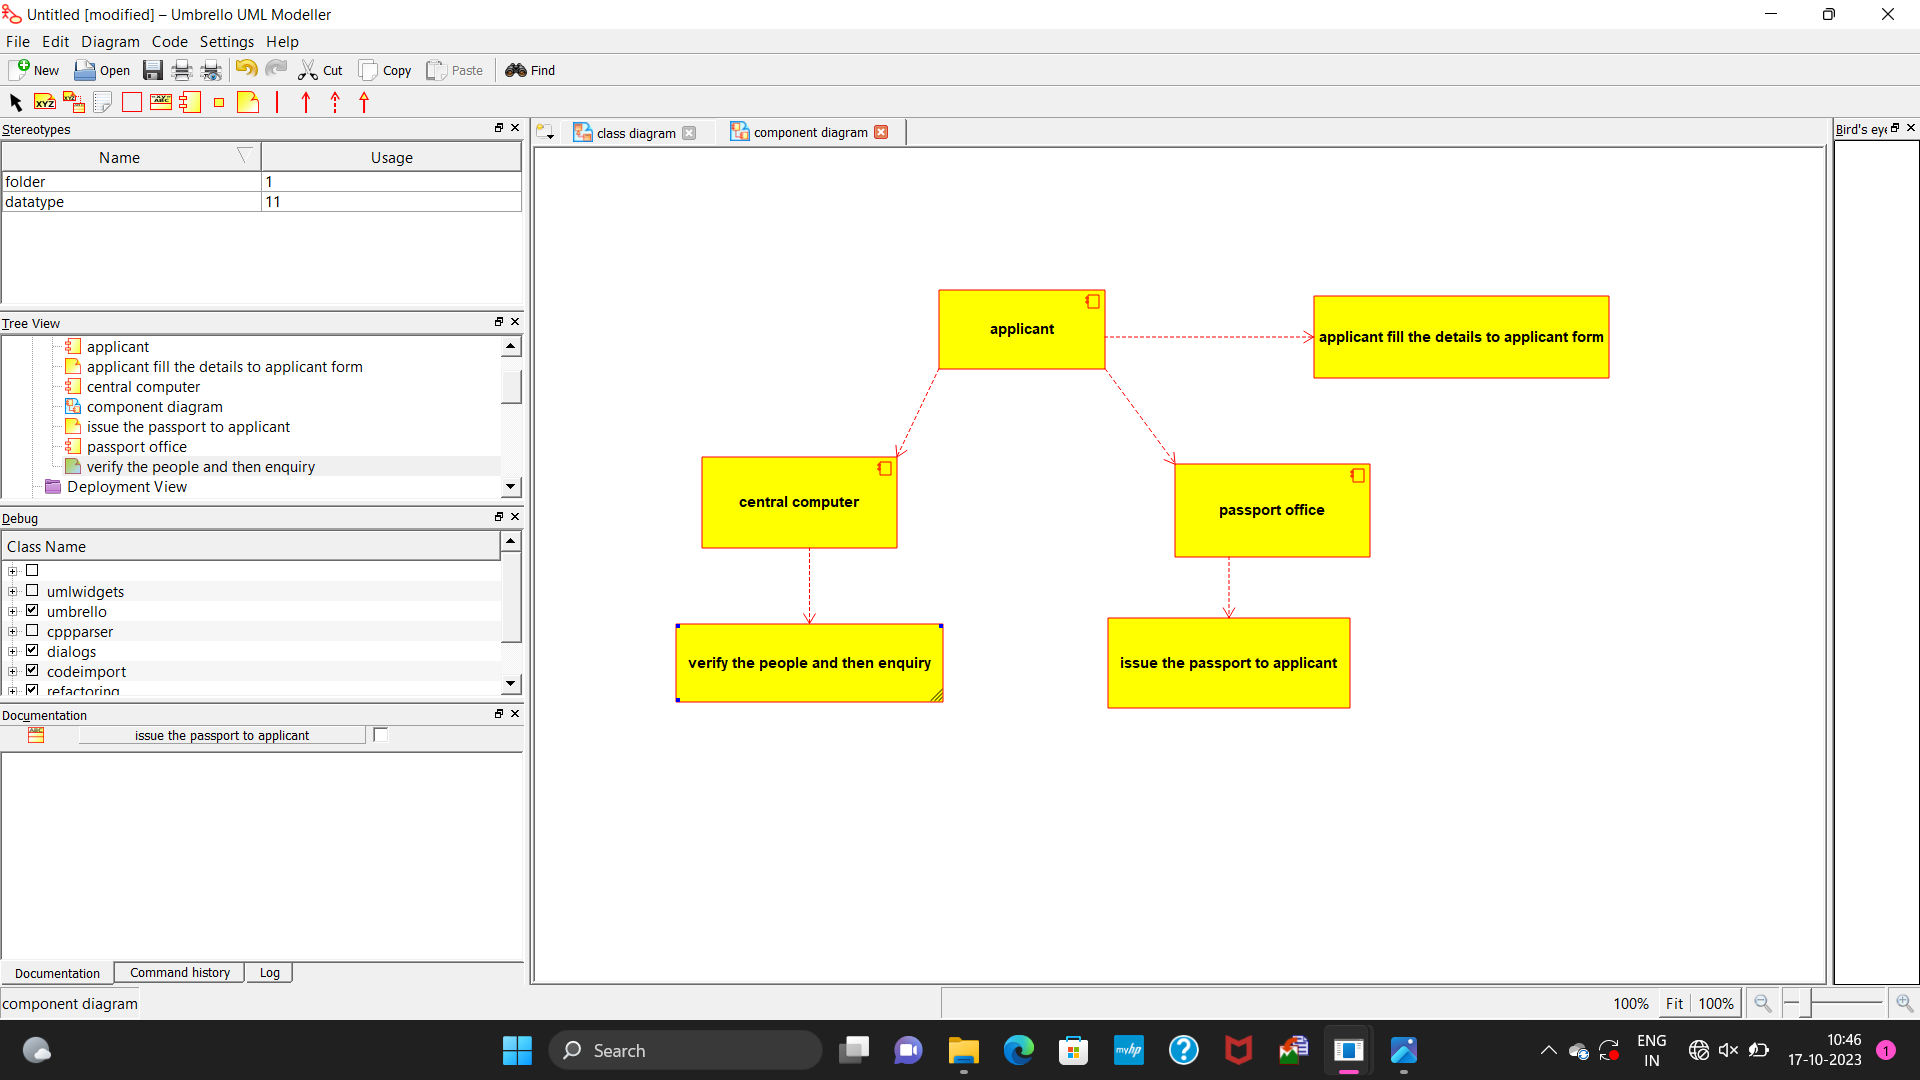 Untitled [modified] – Umbrello UML Modeller
File Edit Diagram Code Settings Help
New Open Cut Copy Paste Find
XYZ XYZ ABC
Stereotypes
Name Usage
folder 1
datatype 11
Tree View
applicant
applicant fill the details to applicant form
central computer
component diagram
issue the passport to applicant
passport office
verify the people and then enquiry
Deployment View
Debug
Class Name
umlwidgets
umbrello
cppparser
dialogs
codeimport
refactoring
Documentation
ABC issue the passport to applicant
Documentation Command history Log
component diagram
class diagram component diagram
applicant
applicant fill the details to applicant form
central computer
passport office
verify the people and then enquiry
issue the passport to applicant
Bird's eye
100% Fit 100%
Search
myhp
?
ENG
IN
10:46
17-10-2023
1